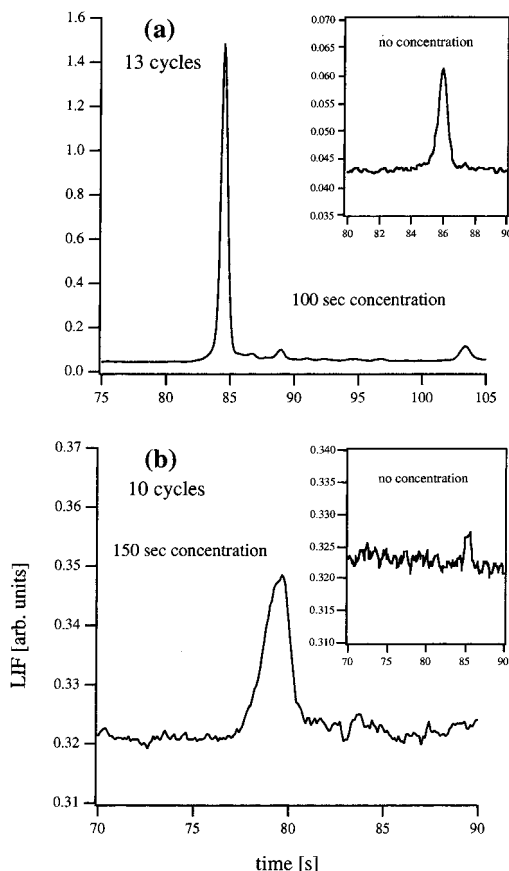 (a)
13 cycles
1.6
1.4
1.2
1.0
0.8
0.6
0.4
0.2
0.0
75 80 85 90 95 100 105
100 sec concentration
no concentration
0.070
0.065
0.060
0.055
0.050
0.045
0.040
0.035
80 82 84 86 88 90
(b)
10 cycles
150 sec concentration
LIF [arb. units]
0.37
0.36
0.35
0.34
0.33
0.32
0.31
70 80 90
time [s]
no concentration
0.340
0.335
0.330
0.325
0.320
0.315
0.310
70 75 80 85 90